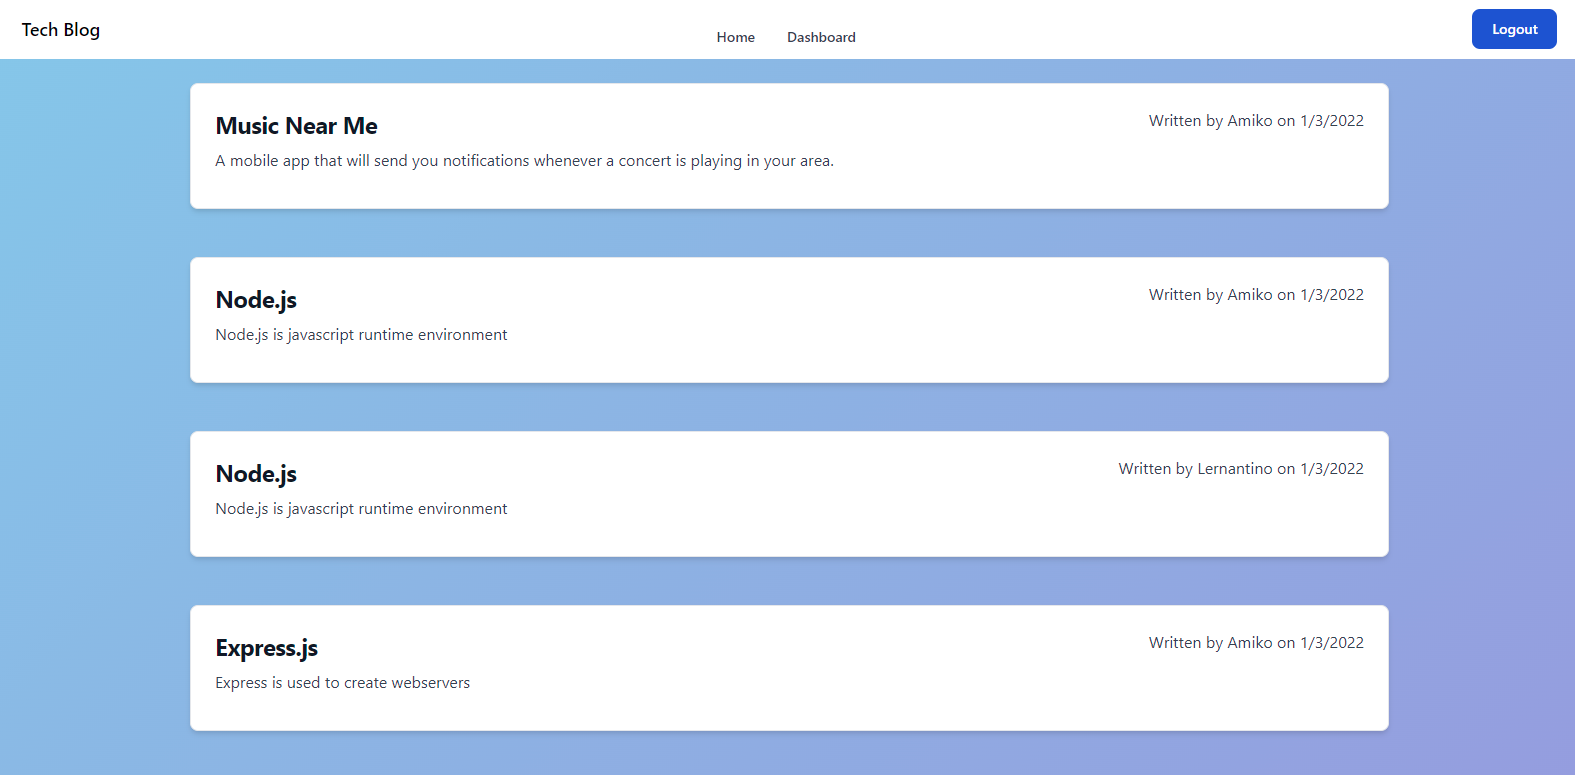 Tech Blog
Home Dashboard
Logout
Music Near Me
Written by Amiko on 1/3/2022
A mobile app that will send you notifications whenever a concert is playing in your area.
Node.js
Written by Amiko on 1/3/2022
Node.js is javascript runtime environment
Node.js
Written by Lernantino on 1/3/2022
Node.js is javascript runtime environment
Express.js
Written by Amiko on 1/3/2022
Express is used to create webservers